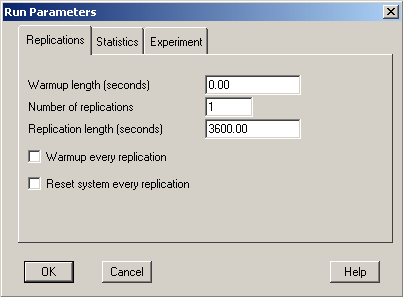 Run Parameters
Replications Statistics Experiment
Warmup length (seconds) 0.00
Number of replications 1
Replication length (seconds) 3600.00
Warmup every replication
Reset system every replication
OK Cancel Help